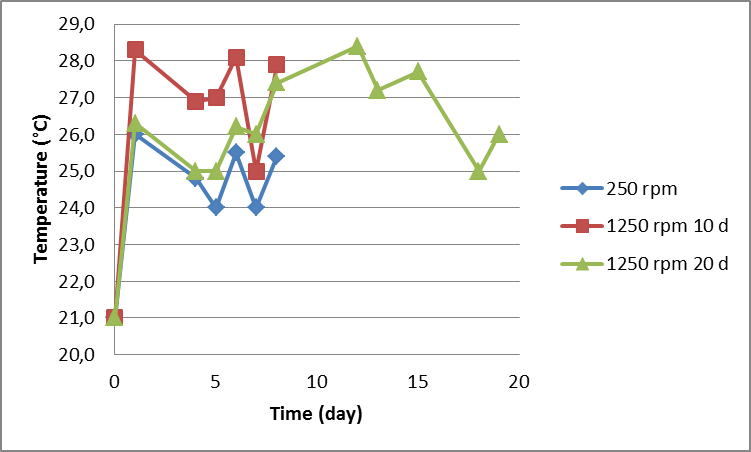 29,0
28,0
27,0
26,0
25,0
24,0
23,0
22,0
21,0
20,0
Temperature (°C)
0 5 10 15 20
Time (day)
250 rpm
1250 rpm 10 d
1250 rpm 20 d